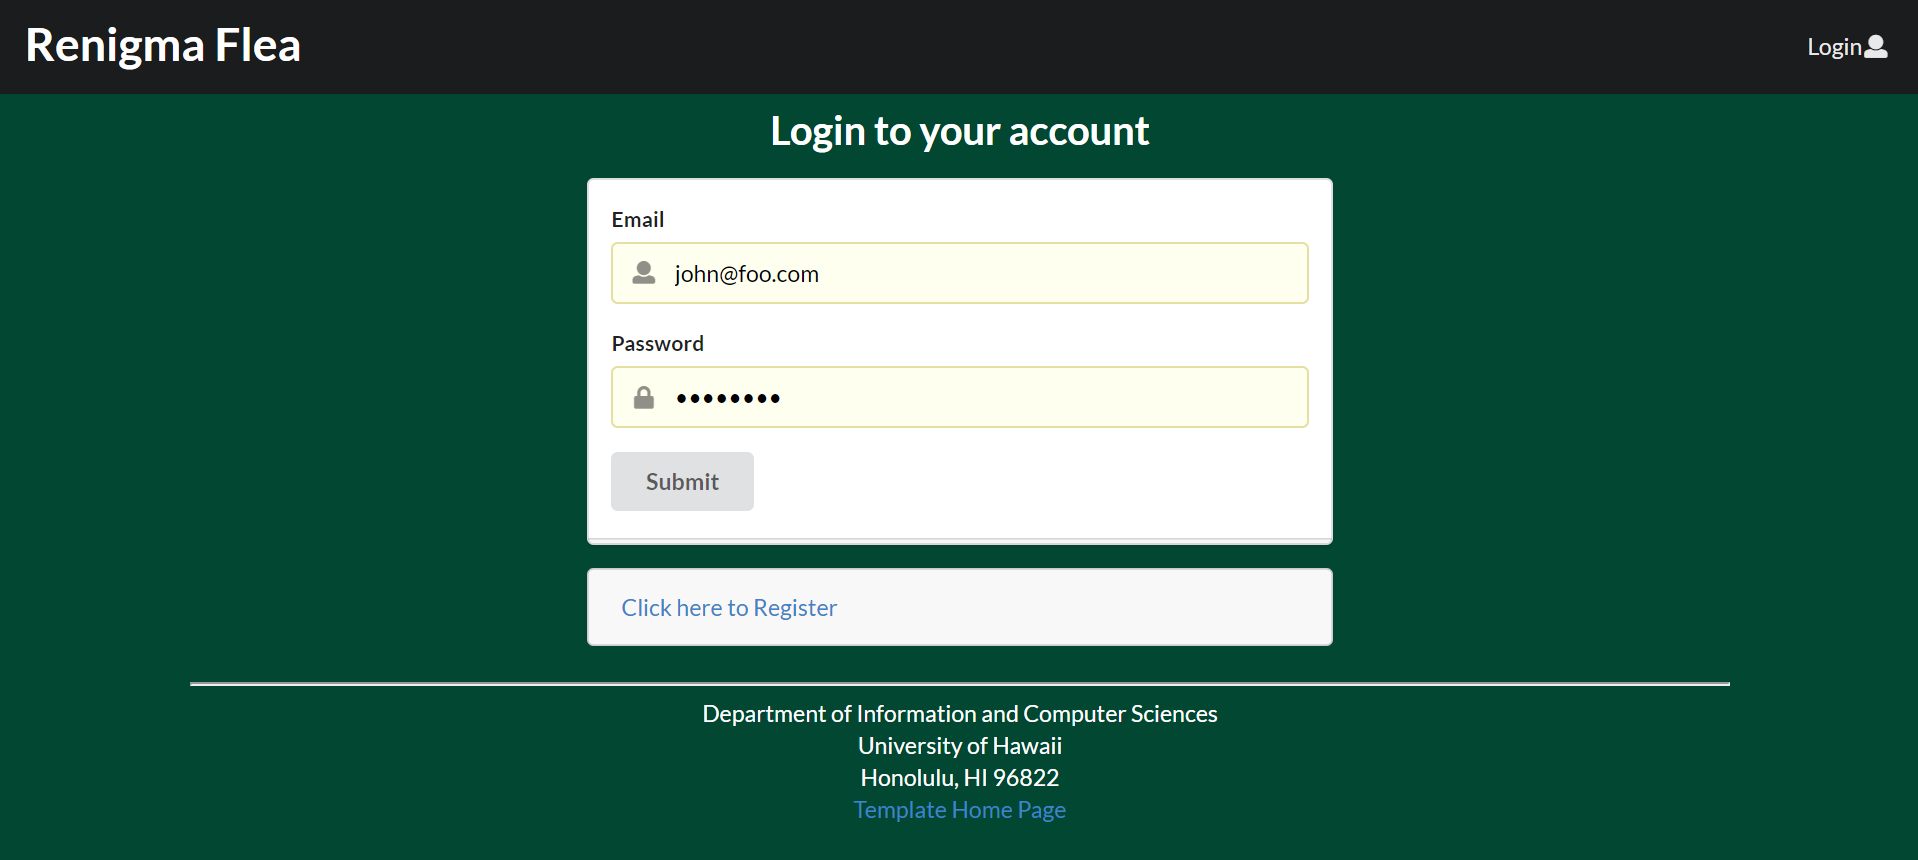 Renigma Flea
Login
Login to your account
Email
john@foo.com
Password
••••••••
Submit
Click here to Register
Department of Information and Computer Sciences
University of Hawaii
Honolulu, HI 96822
Template Home Page